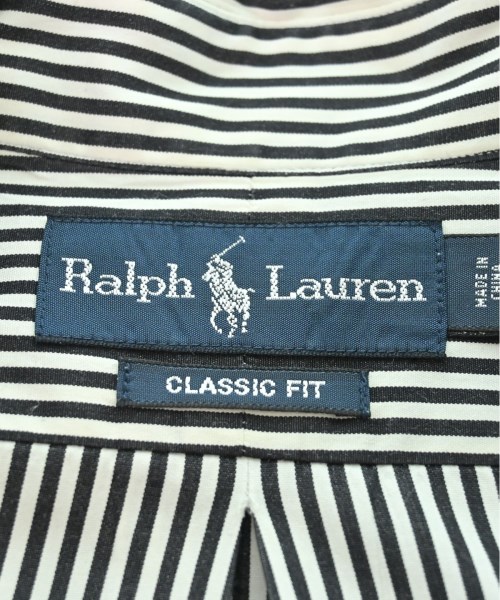 Ralph Lauren
CLASSIC FIT
MADE IN
CHINA